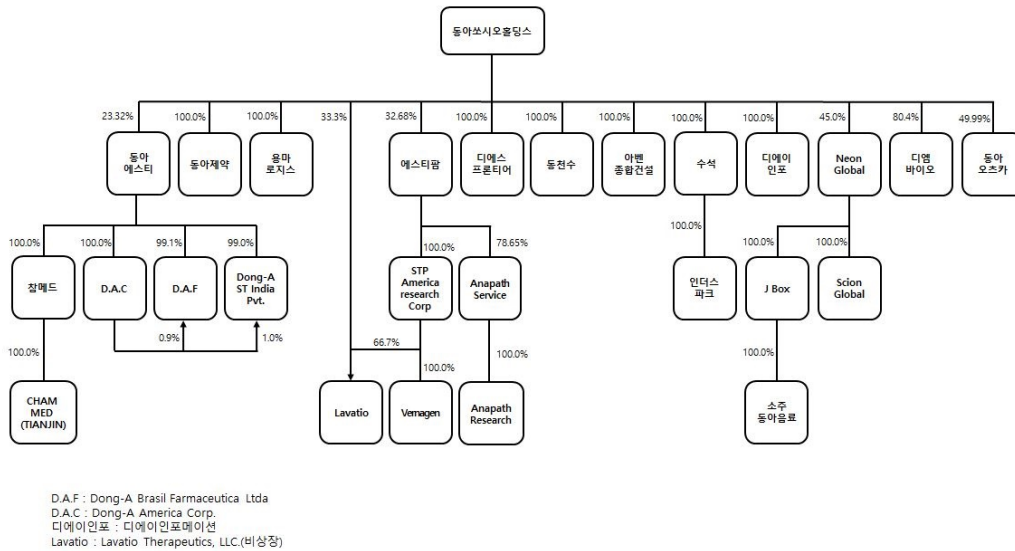 동아쏘시오홀딩스
23.32%
100.0%
100.0%
33.3%
32.68%
100.0%
100.0%
100.0%
100.0%
100.0%
45.0%
80.4%
49.99%
동아
에스티
동아제약
용마
로지스
에스티팜
디에스
프론티어
동천수
아벤
종합건설
수석
디에이
인포
Neon
Global
디엠
바이오
동아
오츠카
100.0%
100.0%
99.1%
99.0%
100.0%
78.65%
100.0%
100.0%
100.0%
참메드
D.A.C
D.A.F
Dong-A
ST India
Pvt.
STP
America
research
Corp
Anapath
Service
인더스
파크
J Box
Scion
Global
0.9%
1.0%
66.7%
100.0%
100.0%
100.0%
100.0%
CHAM
MED
(TIANJIN)
Lavatio
Vernagen
Anapath
Research
소주
동아음료
D.A.F : Dong-A Brasil Farmaceutica Ltda
D.A.C : Dong-A America Corp.
디에이인포 : 디에이인포메이션
Lavatio : Lavatio Therapeutics, LLC.(비상장)